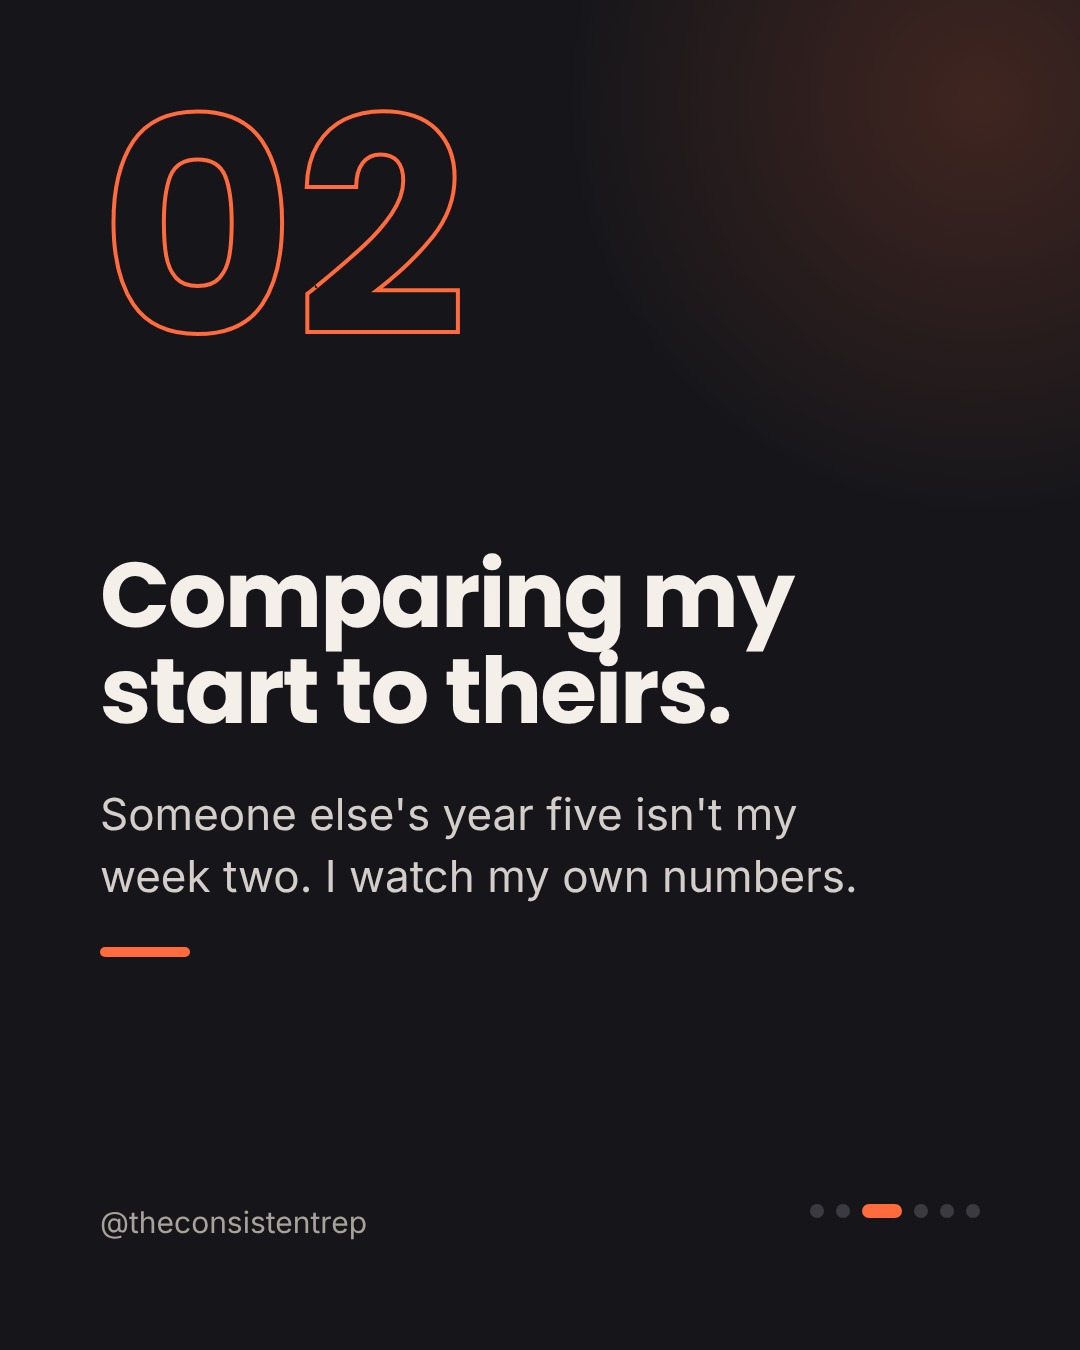 02
Comparing my
start to theirs.
Someone else's year five isn't my
week two. I watch my own numbers.
@theconsistentrep